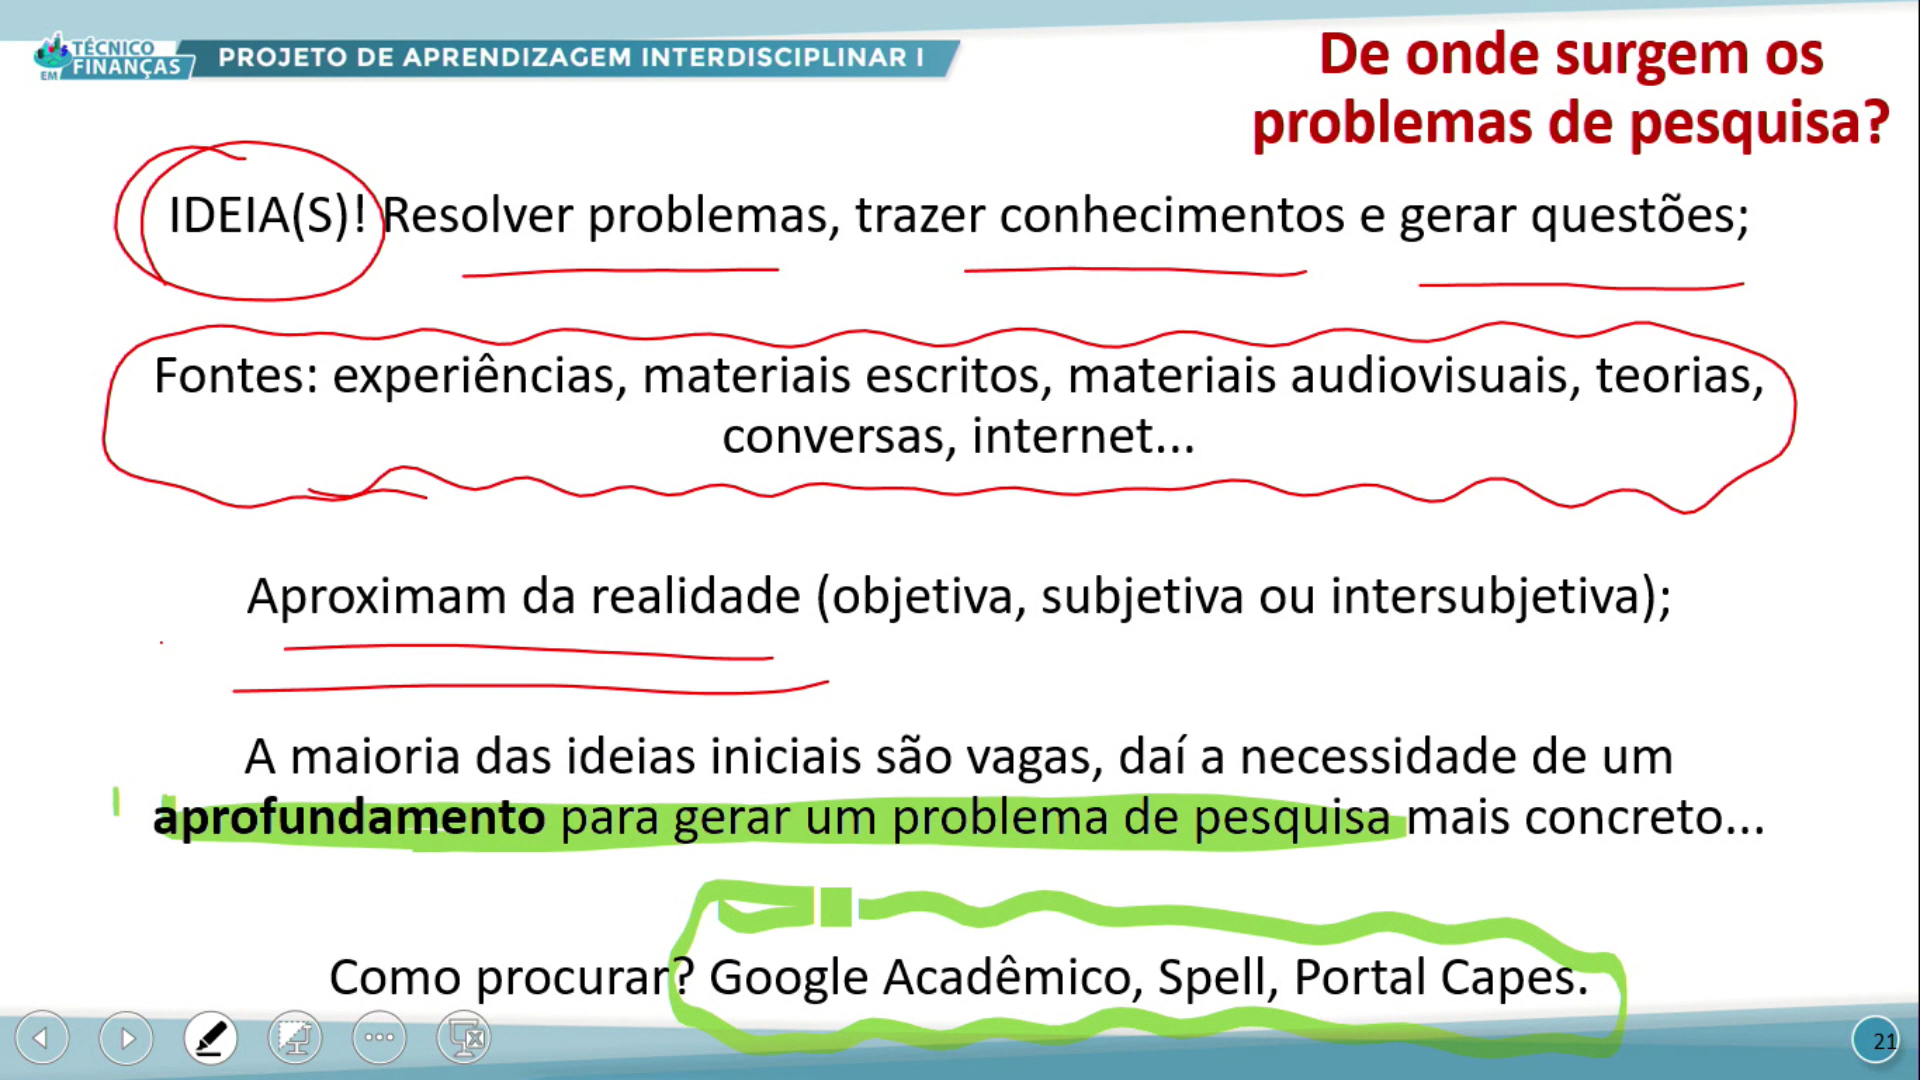 TÉCNICO
EM FINANÇAS
PROJETO DE APRENDIZAGEM INTERDISCIPLINAR I
De onde surgem os
problemas de pesquisa?
IDEIA(S)! Resolver problemas, trazer conhecimentos e gerar questões;
Fontes: experiências, materiais escritos, materiais audiovisuais, teorias,
conversas, internet...
Aproximam da realidade (objetiva, subjetiva ou intersubjetiva);
A maioria das ideias iniciais são vagas, daí a necessidade de um
aprofundamento para gerar um problema de pesquisa mais concreto...
Como procurar? Google Acadêmico, Spell, Portal Capes.
21